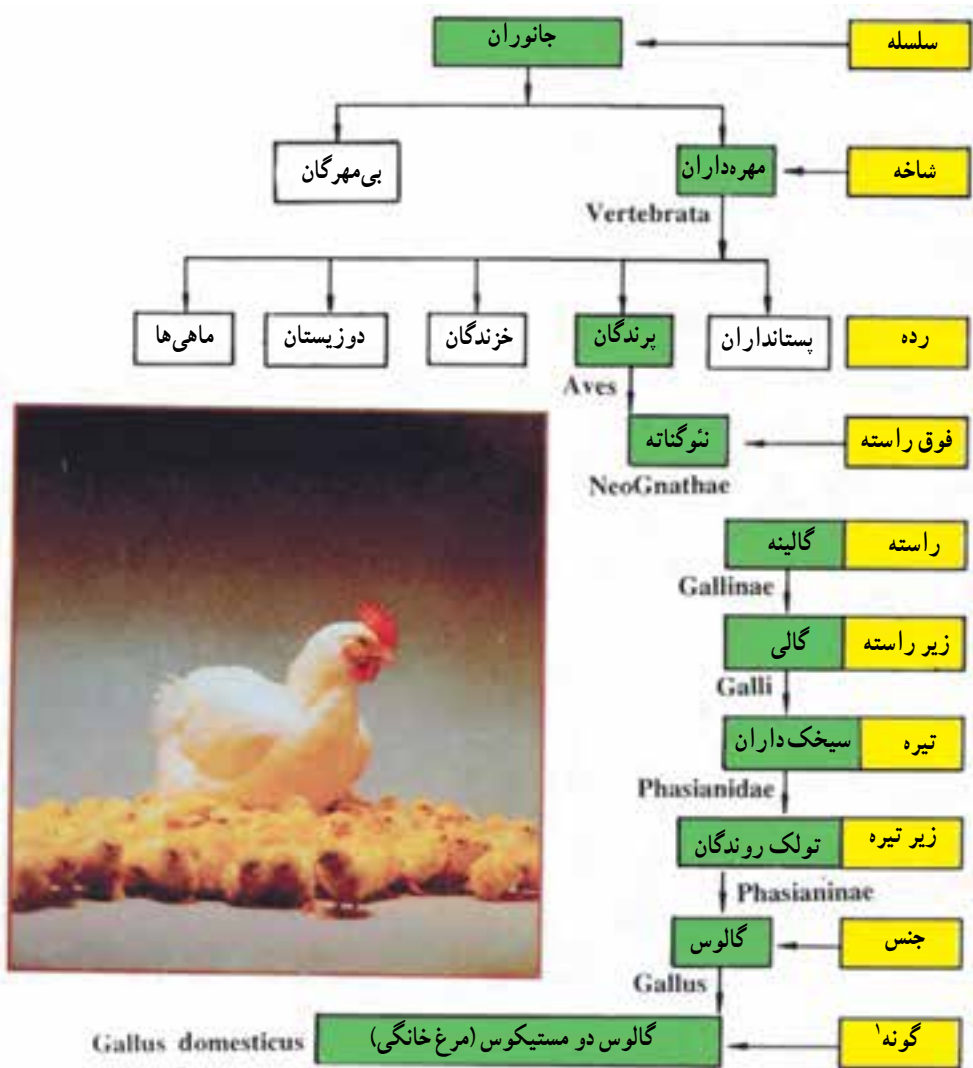 سلسله
جانوران
شاخه
مهره‌داران
بی‌مهرگان
Vertebrata
رده
پستانداران
پرندگان
خزندگان
دوزیستان
ماهی‌ها
Aves
فوق راسته
نئوگناته
NeoGnathae
راسته
گالینه
Gallinae
زیر راسته
گالی
Galli
تیره
سیخک‌داران
Phasianidae
زیر تیره
تولک روندگان
Phasianinae
جنس
گالوس
Gallus
گونه۱
گالوس دو مستیکوس (مرغ خانگی)
Gallus domesticus